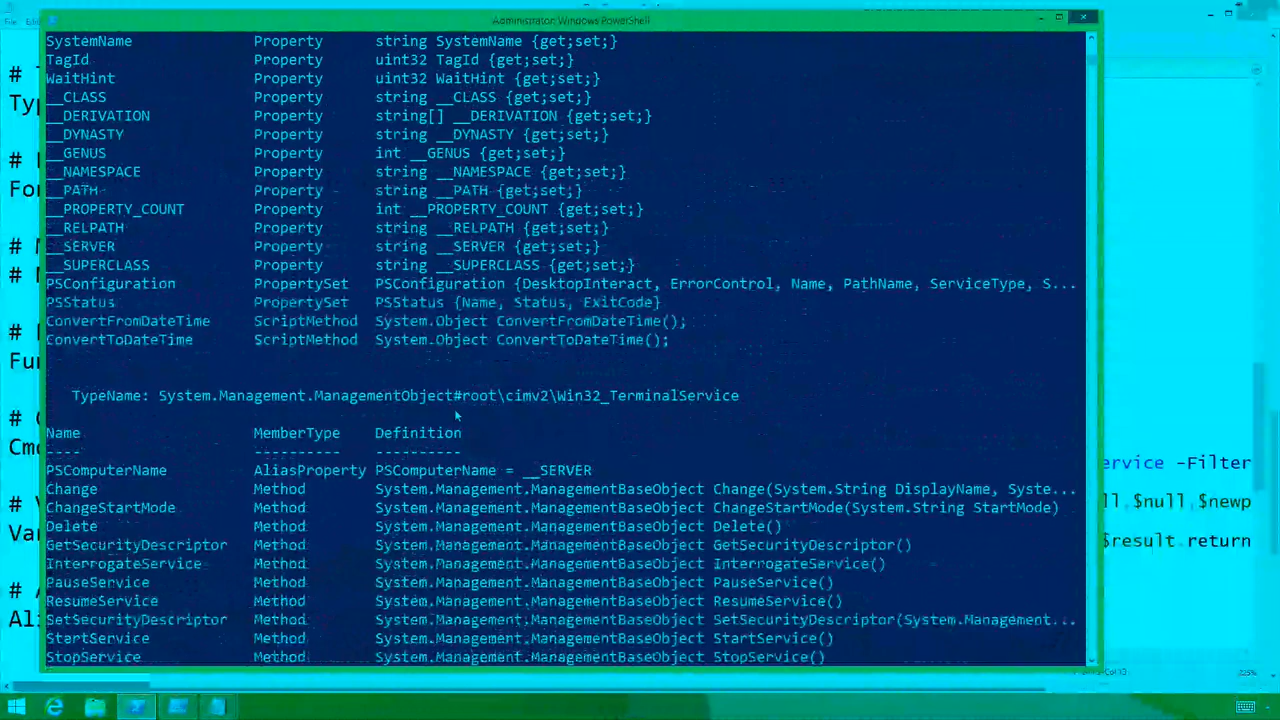 Administrator: Windows PowerShell
File
SystemName Property string SystemName {get;set;}
TagId Property uint32 TagId {get;set;}
WaitHint Property uint32 WaitHint {get;set;}
__CLASS Property string __CLASS {get;set;}
__DERIVATION Property string[] __DERIVATION {get;set;}
__DYNASTY Property string __DYNASTY {get;set;}
__GENUS Property int __GENUS {get;set;}
__NAMESPACE Property string __NAMESPACE {get;set;}
__PATH Property string __PATH {get;set;}
__PROPERTY_COUNT Property int __PROPERTY_COUNT {get;set;}
__RELPATH Property string __RELPATH {get;set;}
__SERVER Property string __SERVER {get;set;}
__SUPERCLASS Property string __SUPERCLASS {get;set;}
PSConfiguration PropertySet PSConfiguration {DesktopInteract, ErrorControl, Name, PathName, ServiceType, S...
PSStatus PropertySet PSStatus {Name, Status, ExitCode}
ConvertFromDateTime ScriptMethod System.Object ConvertFromDateTime();
ConvertToDateTime ScriptMethod System.Object ConvertToDateTime();
TypeName: System.Management.ManagementObject#root\cimv2\Win32_TerminalService
Name MemberType Definition
---- ---------- ----------
PSComputerName AliasProperty PSComputerName = __SERVER
Change Method System.Management.ManagementBaseObject Change(System.String DisplayName, Syste...
ChangeStartMode Method System.Management.ManagementBaseObject ChangeStartMode(System.String StartMode)
Delete Method System.Management.ManagementBaseObject Delete()
GetSecurityDescriptor Method System.Management.ManagementBaseObject GetSecurityDescriptor()
InterrogateService Method System.Management.ManagementBaseObject InterrogateService()
PauseService Method System.Management.ManagementBaseObject PauseService()
ResumeService Method System.Management.ManagementBaseObject ResumeService()
SetSecurityDescriptor Method System.Management.ManagementBaseObject SetSecurityDescriptor(System.Management...
StartService Method System.Management.ManagementBaseObject StartService()
StopService Method System.Management.ManagementBaseObject StopService()
# T
Typ
#
For
#
#
#
Fun
#
Cmd
# V
Var
#
Ali
ervice -Filter
ll,$null,$newp
$result.return